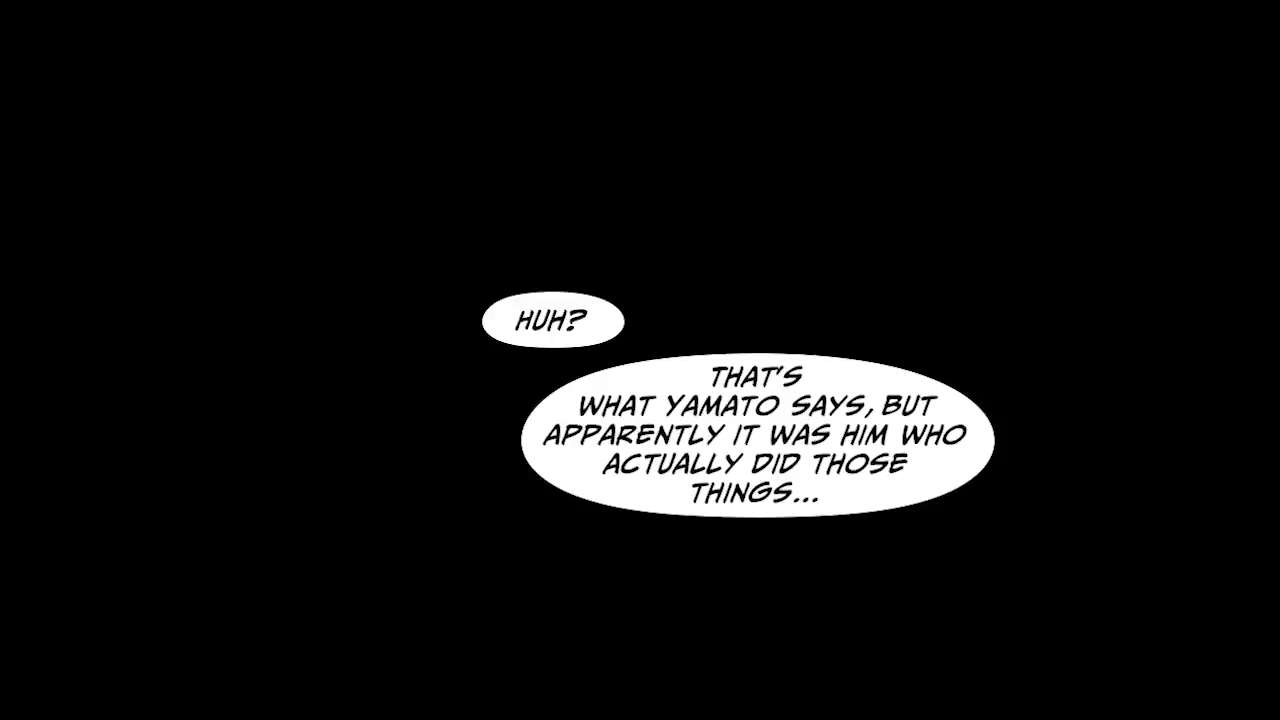 HUH?
THAT'S
WHAT YAMATO SAYS, BUT
APPARENTLY IT WAS HIM WHO
ACTUALLY DID THOSE
THINGS...